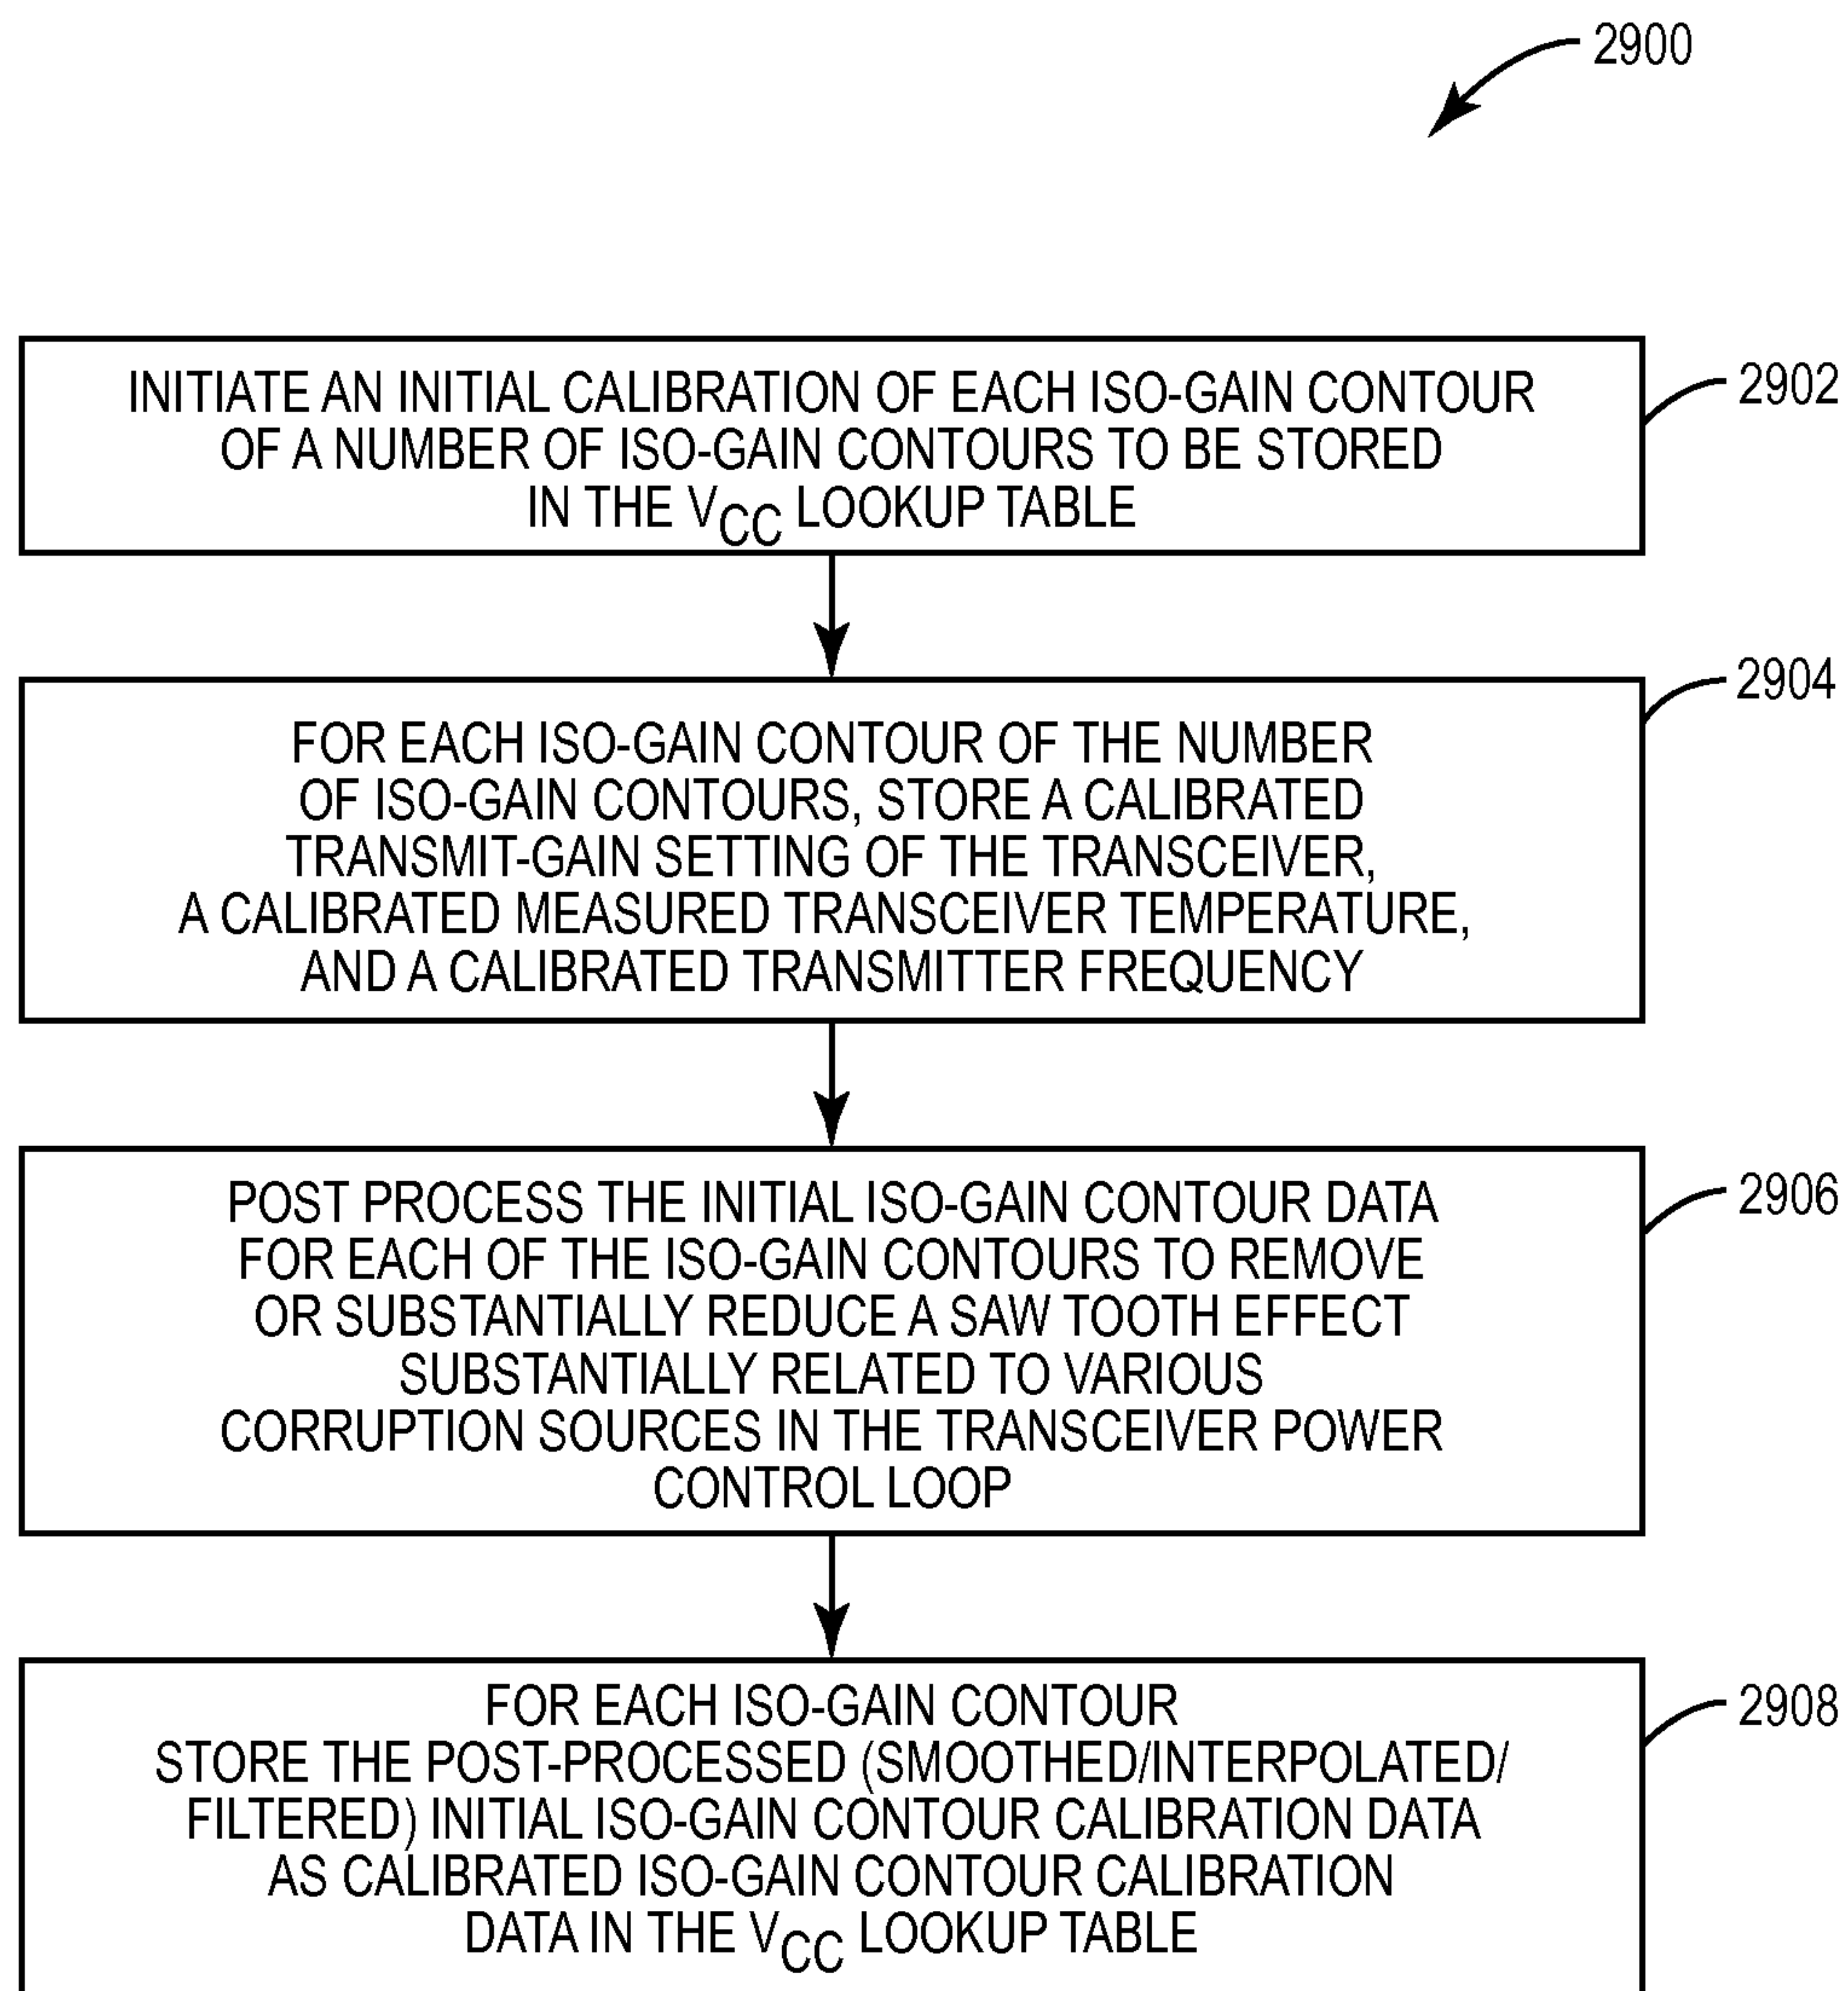 2900
INITIATE AN INITIAL CALIBRATION OF EACH ISO-GAIN CONTOUR
OF A NUMBER OF ISO-GAIN CONTOURS TO BE STORED
IN THE VCC LOOKUP TABLE
2902
FOR EACH ISO-GAIN CONTOUR OF THE NUMBER
OF ISO-GAIN CONTOURS, STORE A CALIBRATED
TRANSMIT-GAIN SETTING OF THE TRANSCEIVER,
A CALIBRATED MEASURED TRANSCEIVER TEMPERATURE,
AND A CALIBRATED TRANSMITTER FREQUENCY
2904
POST PROCESS THE INITIAL ISO-GAIN CONTOUR DATA
FOR EACH OF THE ISO-GAIN CONTOURS TO REMOVE
OR SUBSTANTIALLY REDUCE A SAW TOOTH EFFECT
SUBSTANTIALLY RELATED TO VARIOUS
CORRUPTION SOURCES IN THE TRANSCEIVER POWER
CONTROL LOOP
2906
FOR EACH ISO-GAIN CONTOUR
STORE THE POST-PROCESSED (SMOOTHED/INTERPOLATED/
FILTERED) INITIAL ISO-GAIN CONTOUR CALIBRATION DATA
AS CALIBRATED ISO-GAIN CONTOUR CALIBRATION
DATA IN THE VCC LOOKUP TABLE
2908